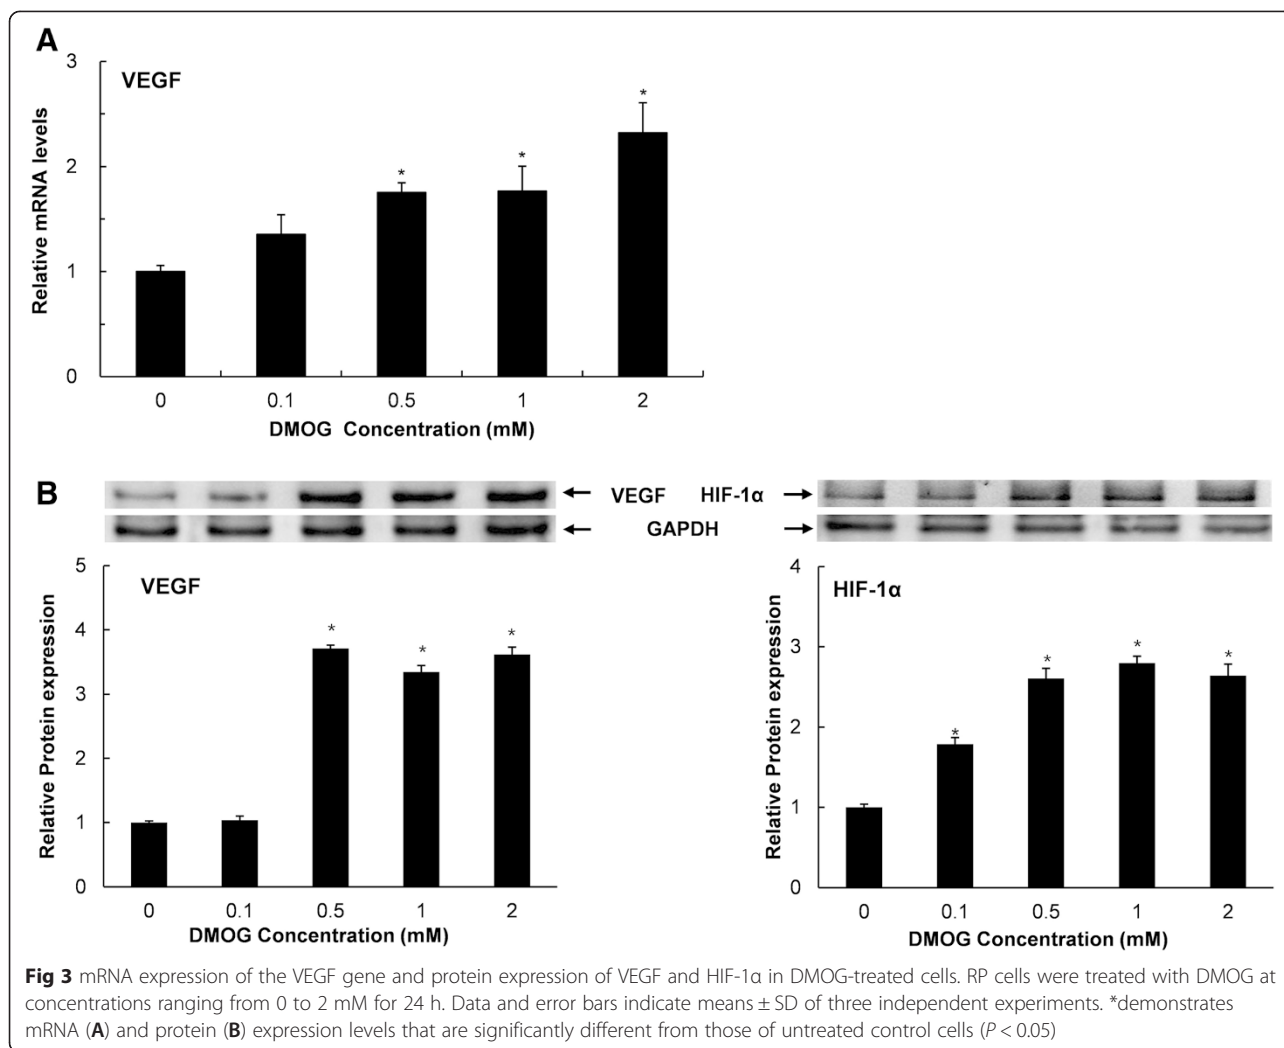 A
VEGF
Relative mRNA levels
3
2
1
0
* * *
0 0.1 0.5 1 2
DMOG Concentration (mM)
B
VEGF HIF-1α
GAPDH
VEGF
Relative Protein expression
5
4
3
2
1
0
* * *
0 0.1 0.5 1 2
DMOG Concentration (mM)
HIF-1α
Relative Protein expression
4
3
2
1
0
* * * *
0 0.1 0.5 1 2
DMOG Concentration (mM)
Fig 3 mRNA expression of the VEGF gene and protein expression of VEGF and HIF-1α in DMOG-treated cells. RP cells were treated with DMOG at
concentrations ranging from 0 to 2 mM for 24 h. Data and error bars indicate means ± SD of three independent experiments. *demonstrates
mRNA (A) and protein (B) expression levels that are significantly different from those of untreated control cells (P < 0.05)